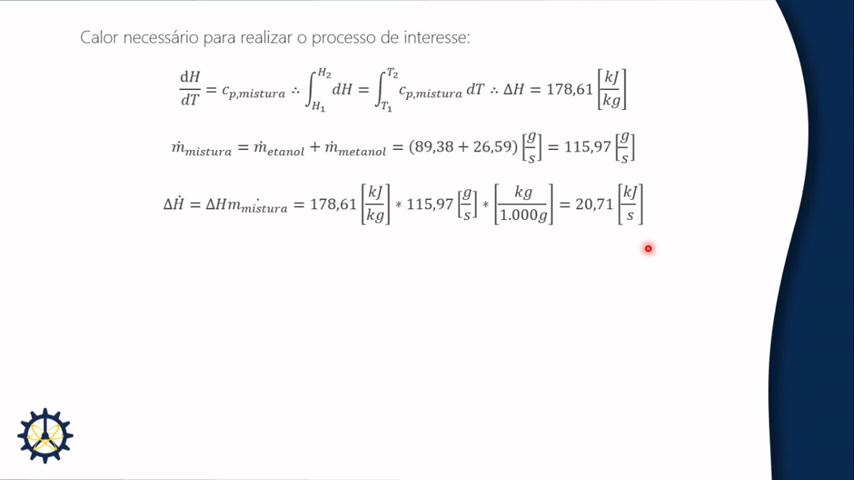 Calor necessário para realizar o processo de interesse:
dH/dT = c_{p,mistura} ∴ ∫_{H_1}^{H_2} dH = ∫_{T_1}^{T_2} c_{p,mistura} dT ∴ ΔH = 178,61 [kJ/kg]
ṁ_{mistura} = ṁ_{etanol} + ṁ_{metanol} = (89,38 + 26,59) [g/s] = 115,97 [g/s]
ΔḢ = ΔHṁ_{mistura} = 178,61 [kJ/kg] * 115,97 [g/s] * [kg/1.000g] = 20,71 [kJ/s]